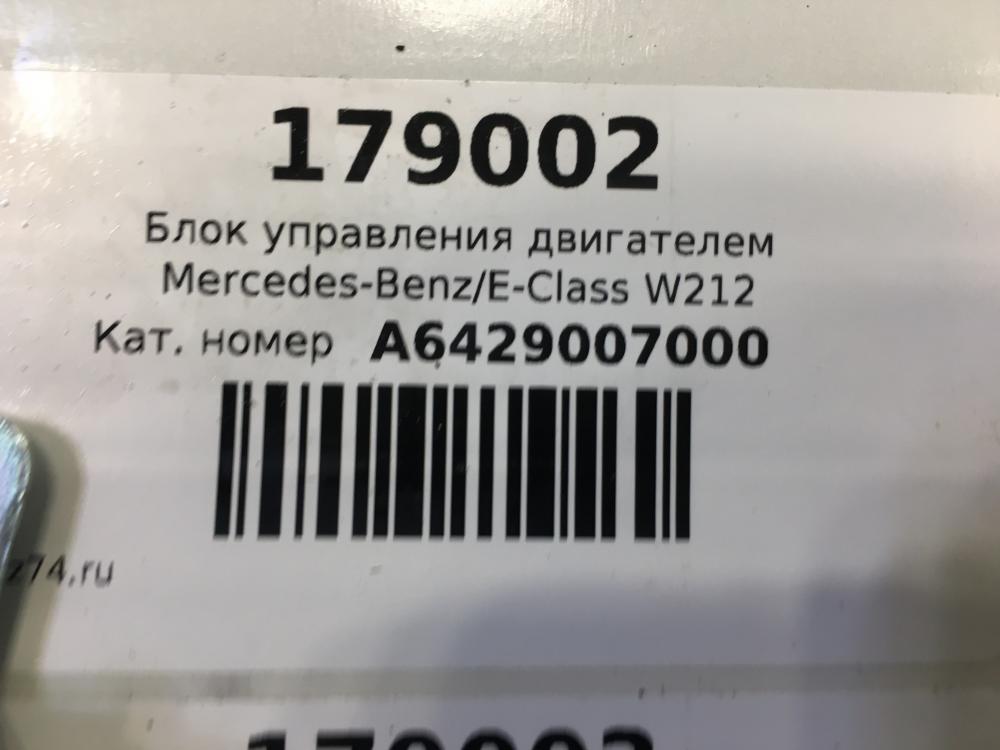 179002
Блок управления двигателем
Mercedes-Benz/E-Class W212
Кат. номер A6429007000
z74.ru